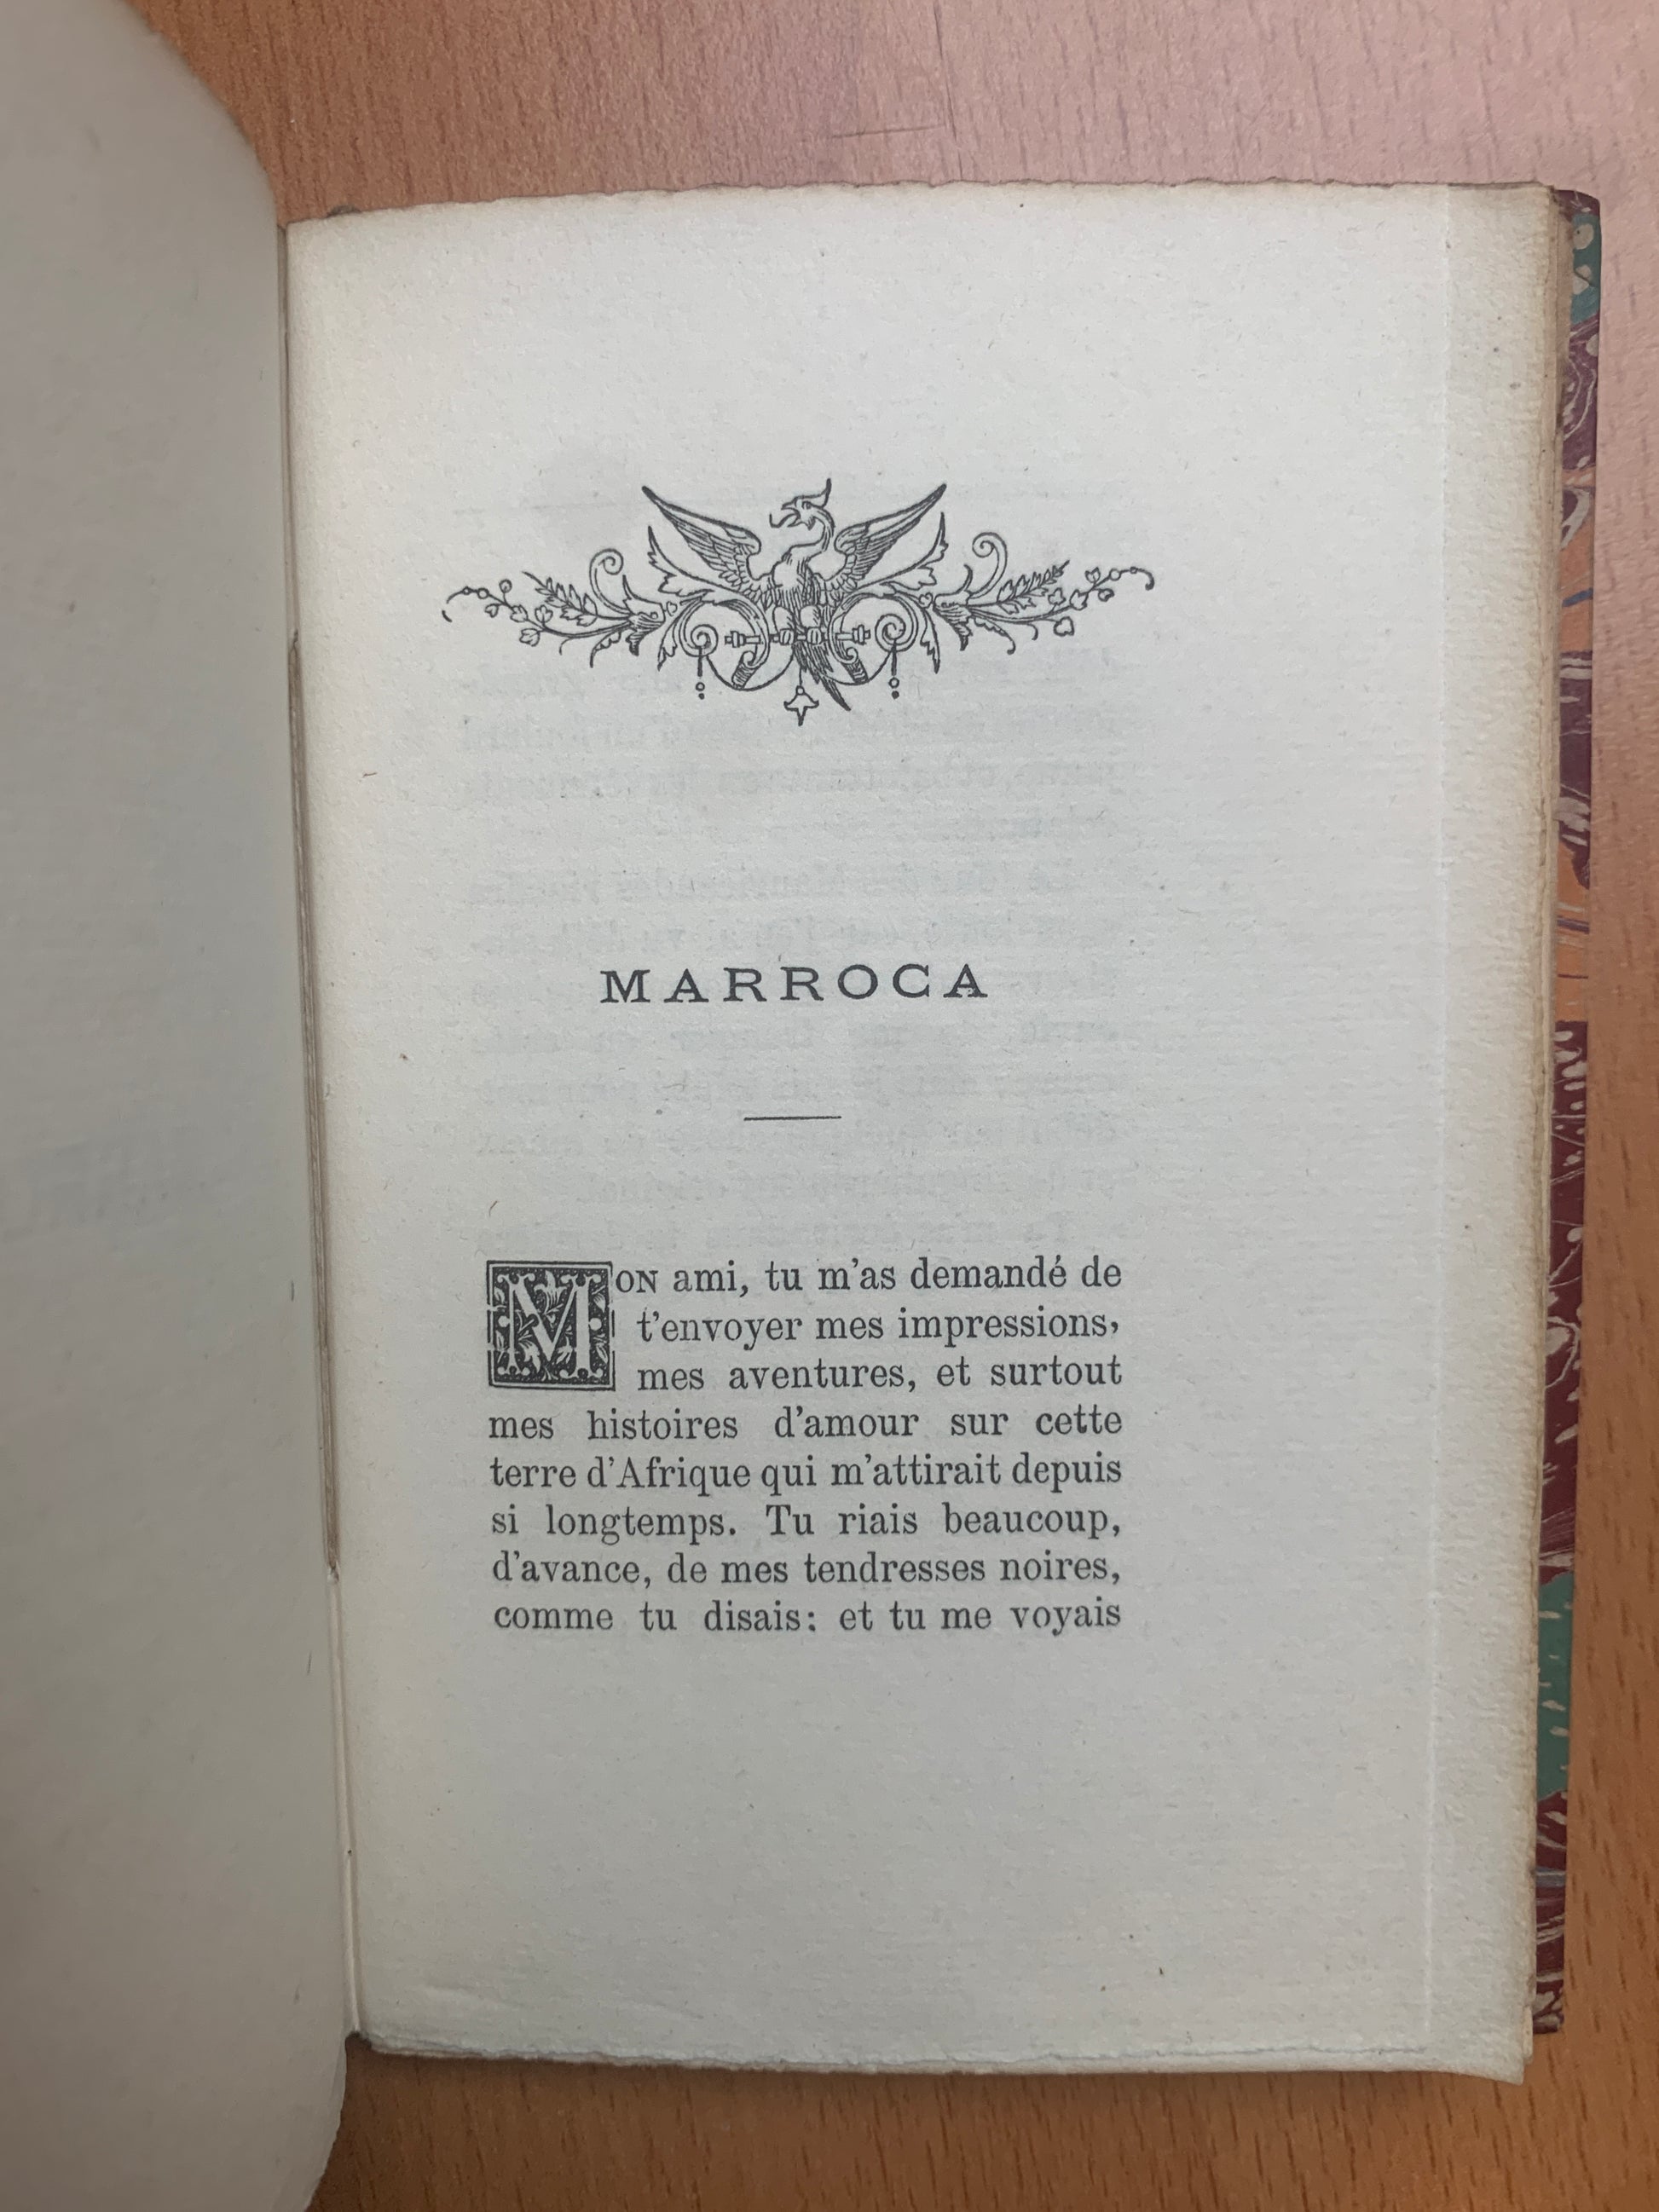 MARROCA
MON ami, tu m'as demandé de
t'envoyer mes impressions,
mes aventures, et surtout
mes histoires d'amour sur cette
terre d'Afrique qui m'attirait depuis
si longtemps. Tu riais beaucoup,
d'avance, de mes tendresses noires,
comme tu disais: et tu me voyais